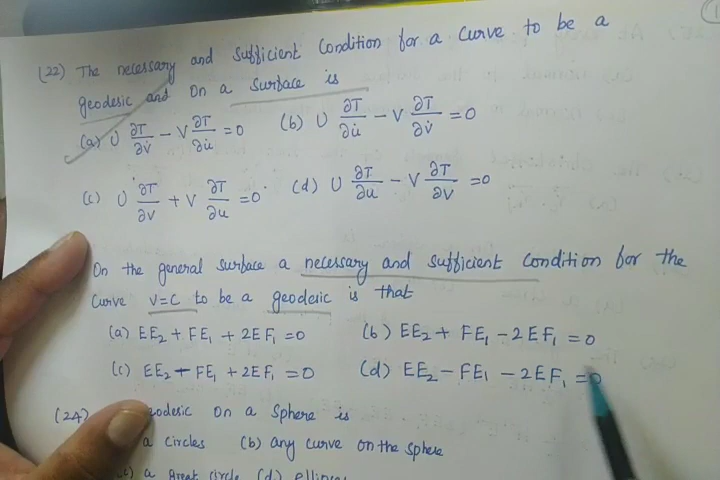 (22) The necessary and Sufficient Condition for a Curve to be a
geodesic and on a Surface is
(a) U ∂T/∂v̇ − V ∂T/∂u̇ = 0 (b) U ∂T/∂u̇ − V ∂T/∂v̇ = 0
(c) U ∂T/∂v + V ∂T/∂u = 0 (d) U ∂T/∂u − V ∂T/∂v = 0
On the general Surface a necessary and Sufficient Condition for the
Curve V=C to be a geodesic is that
(a) EE₂ + FE₁ + 2EF₁ = 0 (b) EE₂ + FE₁ − 2EF₁ = 0
(c) EE₂ − FE₁ + 2EF₁ = 0 (d) EE₂ − FE₁ − 2EF₁ = 0
(24) on a Sphere is
a Circles (b) any Curve on the Sphere
a great Circle (d)